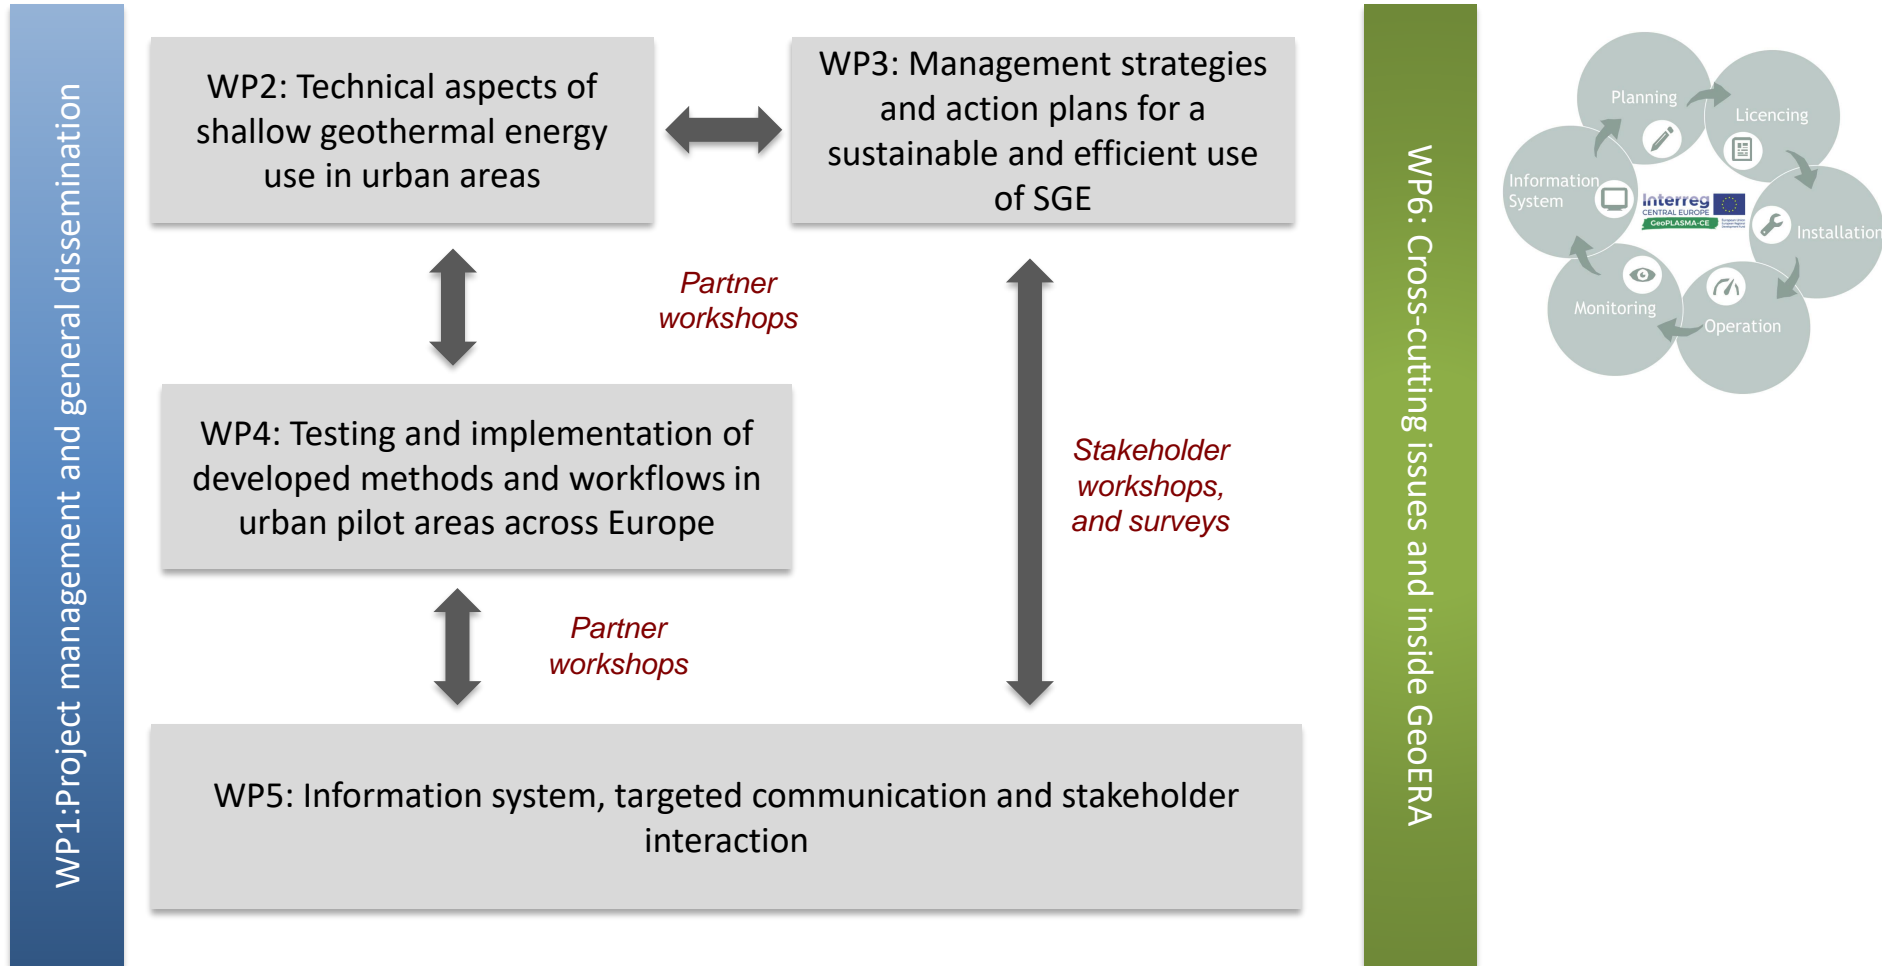 WP1:Project management and general dissemination
WP2: Technical aspects of
shallow geothermal energy
use in urban areas
WP3: Management strategies
and action plans for a
sustainable and efficient use
of SGE
Partner
workshops
WP4: Testing and implementation of
developed methods and workflows in
urban pilot areas across Europe
Stakeholder
workshops,
and surveys
Partner
workshops
WP5: Information system, targeted communication and stakeholder
interaction
WP6: Cross-cutting issues and inside GeoERA
Planning
Licencing
Information
System
Interreg
CENTRAL EUROPE
GeoPLASMA-CE
Installation
Monitoring
Operation